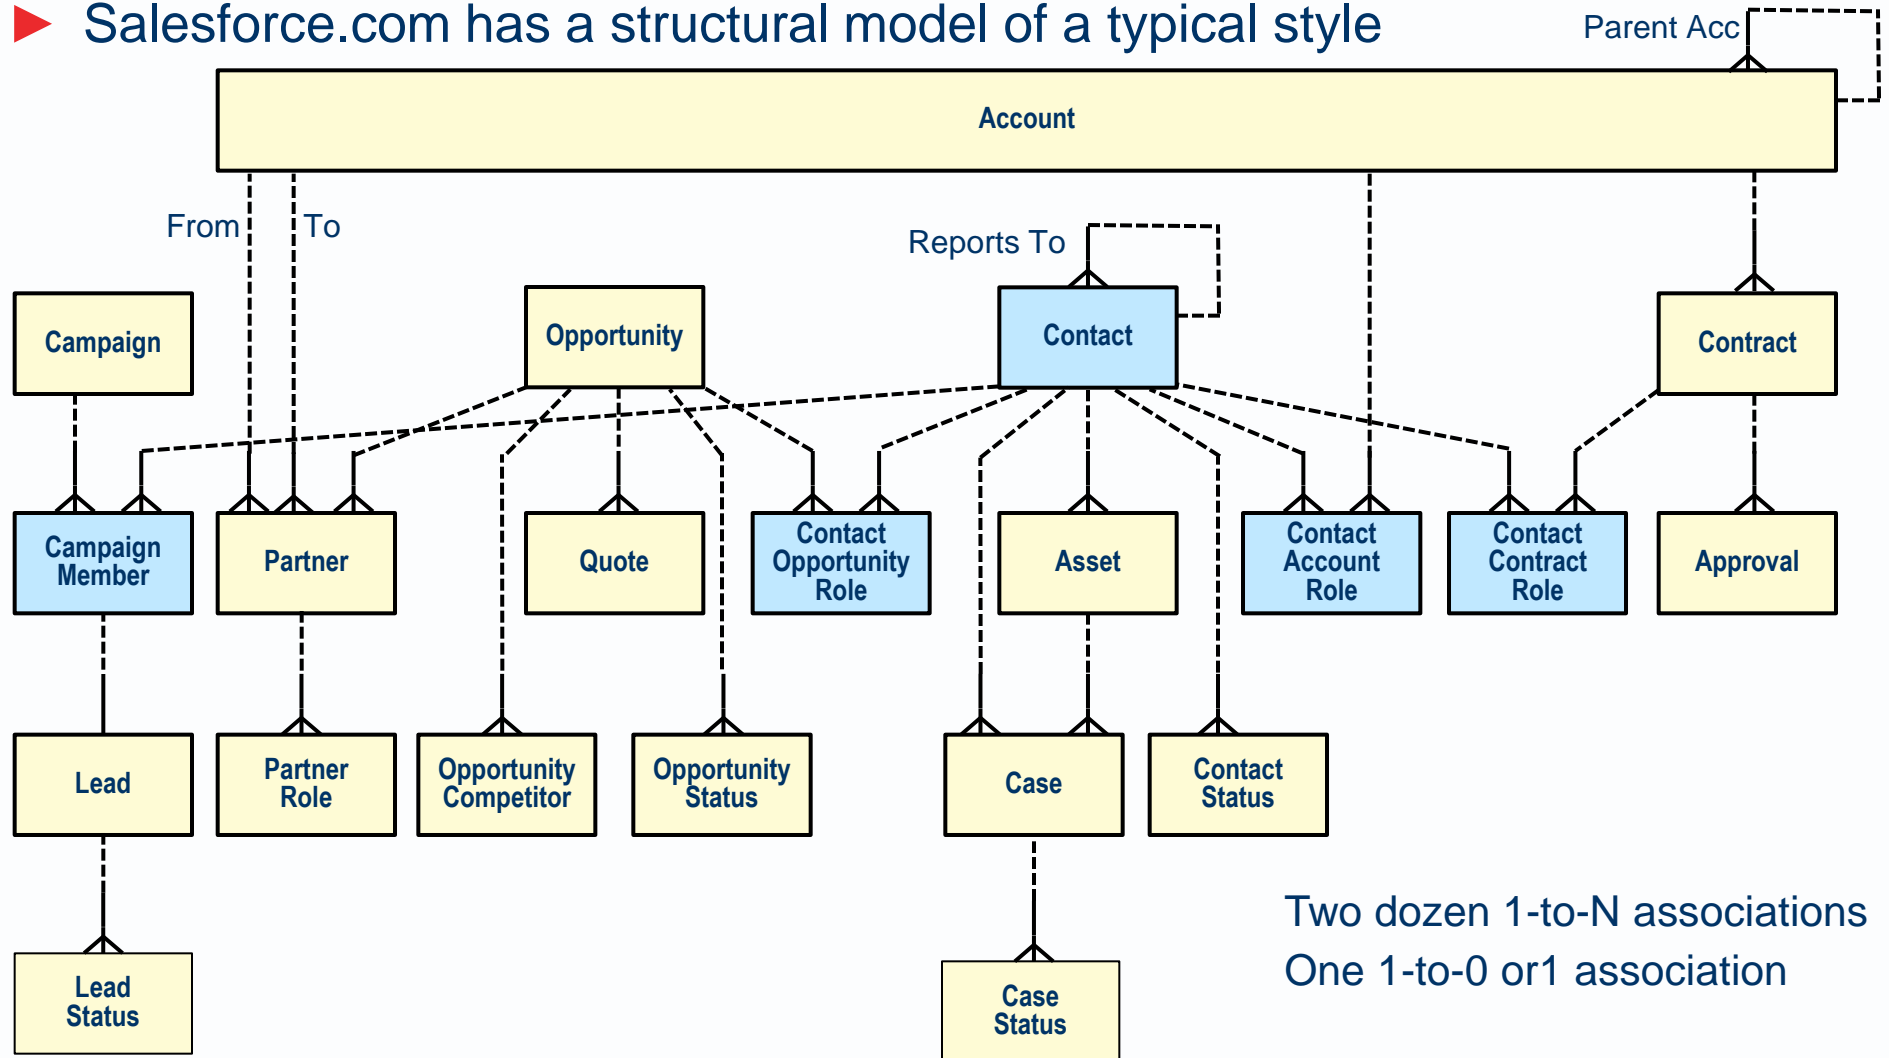 Salesforce.com has a structural model of a typical style
Parent Acc
Account
From
To
Reports To
Campaign
Opportunity
Contact
Contract
Campaign
Member
Partner
Quote
Contact
Opportunity
Role
Asset
Contact
Account
Role
Contact
Contract
Role
Approval
Lead
Partner
Role
Opportunity
Competitor
Opportunity
Status
Case
Contact
Status
Two dozen 1-to-N associations
One 1-to-0 or1 association
Lead
Status
Case
Status